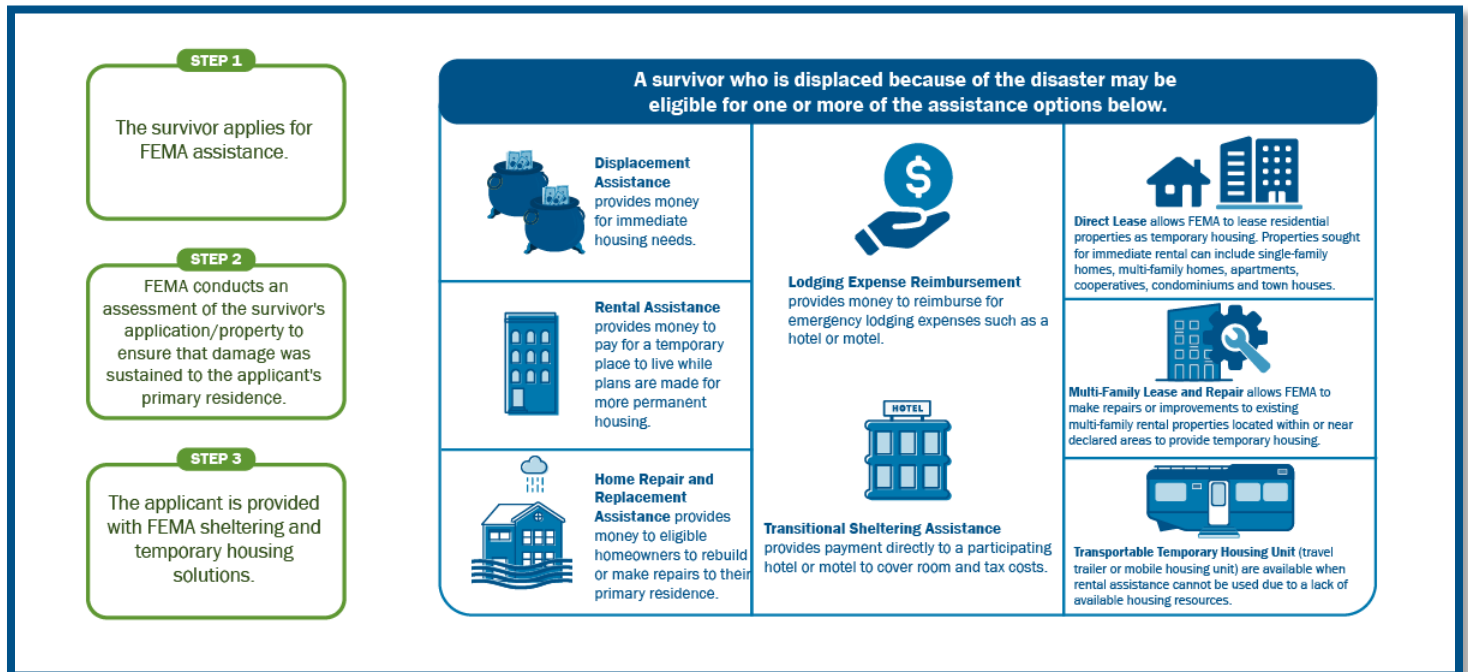 STEP 1
The survivor applies for
FEMA assistance.
STEP 2
FEMA conducts an
assessment of the survivor's
application/property to
ensure that damage was
sustained to the applicant's
primary residence.
STEP 3
The applicant is provided
with FEMA sheltering and
temporary housing
solutions.
A survivor who is displaced because of the disaster may be
eligible for one or more of the assistance options below.
Displacement
Assistance
provides money
for immediate
housing needs.
Rental Assistance
provides money to
pay for a temporary
place to live while
plans are made for
more permanent
housing.
Home Repair and
Replacement
Assistance provides
money to eligible
homeowners to rebuild
or make repairs to their
primary residence.
Lodging Expense Reimbursement
provides money to reimburse for
emergency lodging expenses such as a
hotel or motel.
HOTEL
Transitional Sheltering Assistance
provides payment directly to a participating
hotel or motel to cover room and tax costs.
Direct Lease allows FEMA to lease residential
properties as temporary housing. Properties sought
for immediate rental can include single-family
homes, multi-family homes, apartments,
cooperatives, condominiums and town houses.
Multi-Family Lease and Repair allows FEMA to
make repairs or improvements to existing
multi-family rental properties located within or near
declared areas to provide temporary housing.
Transportable Temporary Housing Unit (travel
trailer or mobile housing unit) are available when
rental assistance cannot be used due to a lack of
available housing resources.